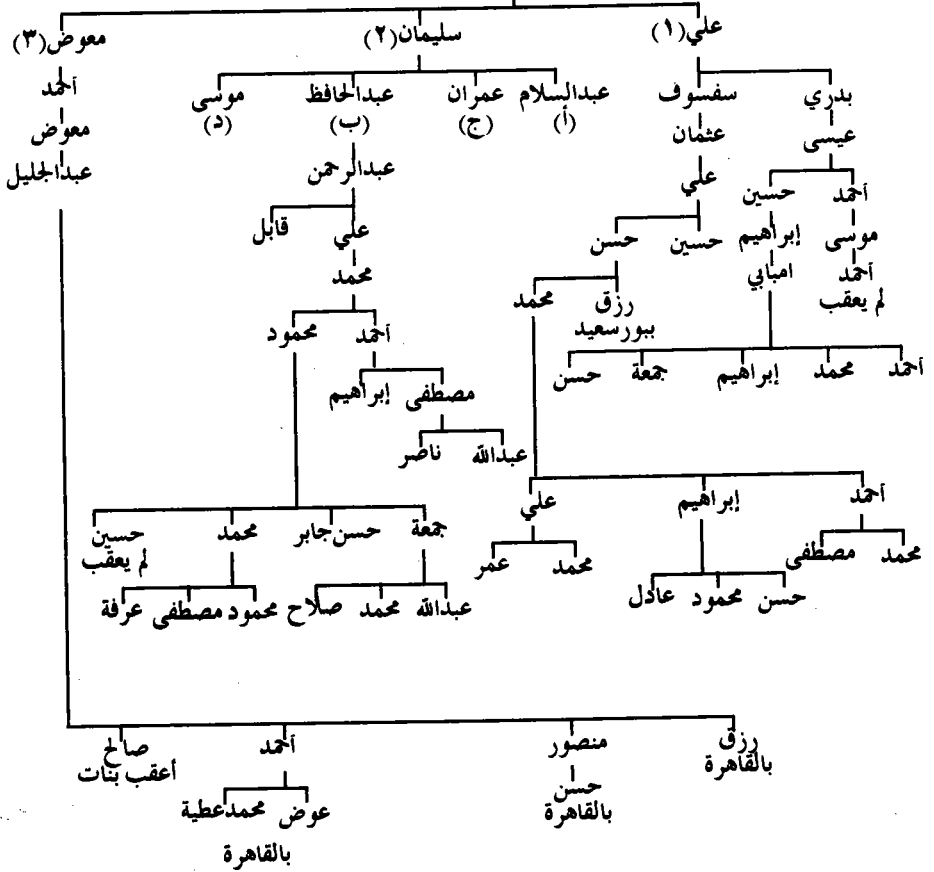 علي(١) سليمان(٢) معوض(٣)
بدري سفسوف عبدالسلام عمران عبدالحافظ موسى أحمد
(أ) (ج) (ب) (د)
عيسى عثمان معوض
أحمد حسين علي عبدالرحمن عبدالجليل
موسى إبراهيم حسين حسن علي قابل
أحمد امبابي محمد
لم يعقب رزق محمد
ببورسعيد
أحمد محمود
أحمد محمد إبراهيم جمعة حسن
مصطفى إبراهيم
عبدالله ناصر
أحمد إبراهيم علي
جمعة حسن جابر محمد حسين
لم يعقب
محمد مصطفى محمد عمر
حسن محمود عادل عبدالله محمد صلاح محمود مصطفى عرفة
رزق منصور أحمد صالح
بالقاهرة أعقب بنات
حسن
بالقاهرة
عوض محمدعطية
بالقاهرة